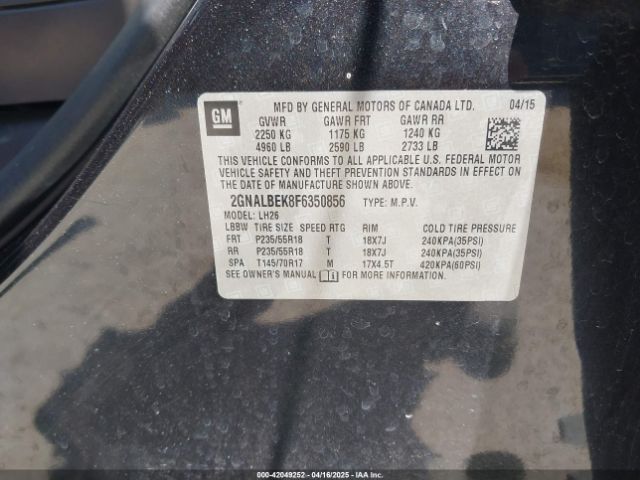 GM
MFD BY GENERAL MOTORS OF CANADA LTD. 04/15
GVWR GAWR FRT GAWR RR
2250 KG 1175 KG 1240 KG
4960 LB 2590 LB 2733 LB
THIS VEHICLE CONFORMS TO ALL APPLICABLE U.S. FEDERAL MOTOR
VEHICLE SAFETY AND THEFT PREVENTION STANDARDS IN EFFECT
ON THE DATE OF MANUFACTURE SHOWN ABOVE.
2GNALBEK8F6350856 TYPE: M.P.V.
MODEL: LH26
LBBW TIRE SIZE SPEED RTG RIM COLD TIRE PRESSURE
FRT P235/55R18 T 18X7J 240KPA(35PSI)
RR P235/55R18 T 18X7J 240KPA(35PSI)
SPA T145/70R17 M 17X4.5T 420KPA(60PSI)
SEE OWNER'S MANUAL FOR MORE INFORMATION.
000-42049252 - 04/16/2025 - IAAI.COM